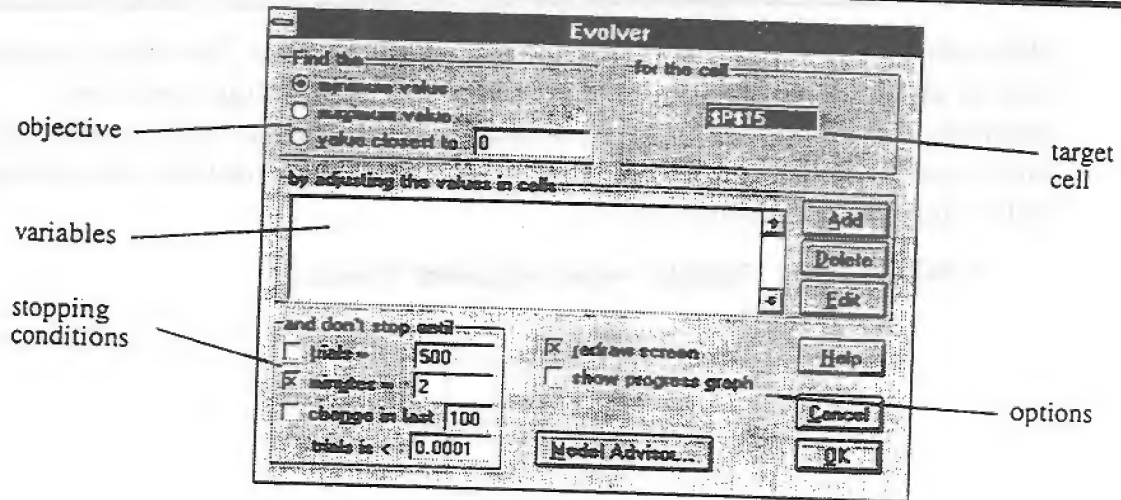 Evolver
Find the
for the cell
minimum value
maximum value
$P$15
objective
value closest to 0
target
cell
by adjusting the values in cells
Add
variables
Delete
Edit
stopping
conditions
and don't stop until
trials = 500
redraw screen
Help
minutes = 2
show progress graph
change in last 100
Cancel
options
trials is < 0.0001
Model Advisor...
OK